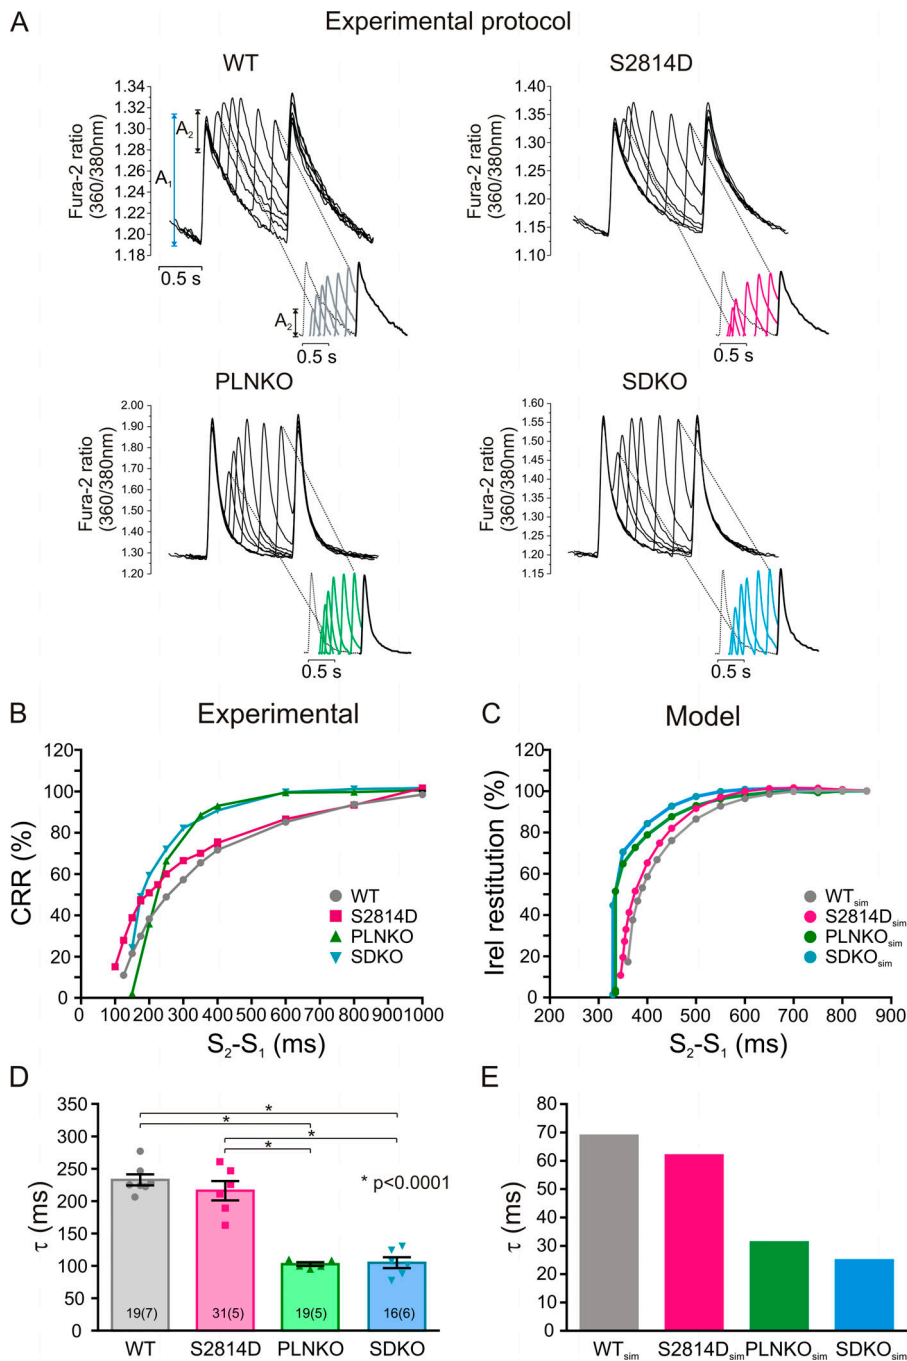 A
Experimental protocol
WT
S2814D
Fura-2 ratio
(360/380nm)
1.34
1.32
1.30
1.28
1.26
1.24
1.22
1.20
1.18
A1
A2
0.5 s
A2
0.5 s
Fura-2 ratio
(360/380nm)
1.40
1.35
1.30
1.25
1.20
1.15
1.10
0.5 s
PLNKO
SDKO
Fura-2 ratio
(360/380nm)
2.00
1.90
1.80
1.70
1.60
1.50
1.40
1.30
1.20
0.5 s
Fura-2 ratio
(360/380nm)
1.60
1.55
1.50
1.45
1.40
1.35
1.30
1.25
1.20
1.15
0.5 s
B
Experimental
CRR (%)
120
100
80
60
40
20
0
WT
S2814D
PLNKO
SDKO
0 100 200 300 400 500 600 700 800 900 1000
S2-S1 (ms)
C
Model
Irel restitution (%)
120
100
80
60
40
20
0
WTsim
S2814Dsim
PLNKOsim
SDKOsim
200 300 400 500 600 700 800 900
S2-S1 (ms)
D
τ (ms)
350
300
250
200
150
100
50
0
* * * *
* p<0.0001
19(7) 31(5) 19(5) 16(6)
WT S2814D PLNKO SDKO
E
τ (ms)
80
70
60
50
40
30
20
10
0
WTsim S2814Dsim PLNKOsim SDKOsim